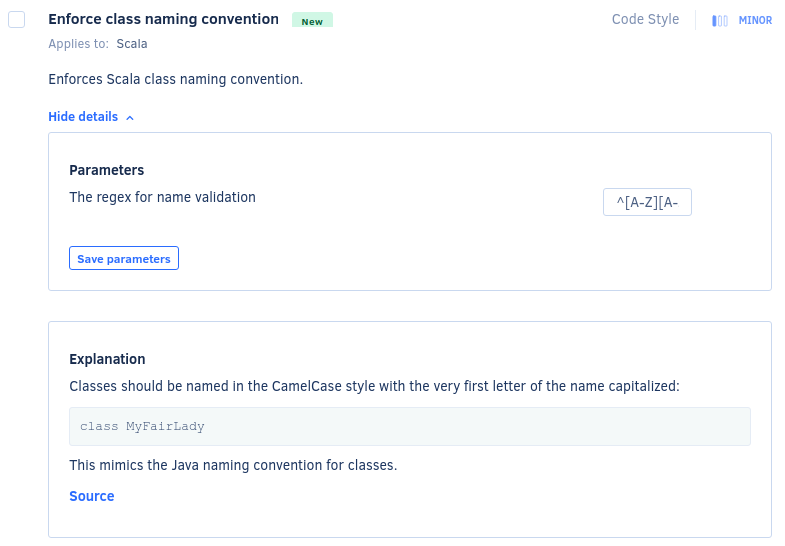 Enforce class naming convention New Code Style MINOR
Applies to: Scala
Enforces Scala class naming convention.
Hide details
Parameters
The regex for name validation ^[A-Z][A-
Save parameters
Explanation
Classes should be named in the CamelCase style with the very first letter of the name capitalized:
class MyFairLady
This mimics the Java naming convention for classes.
Source